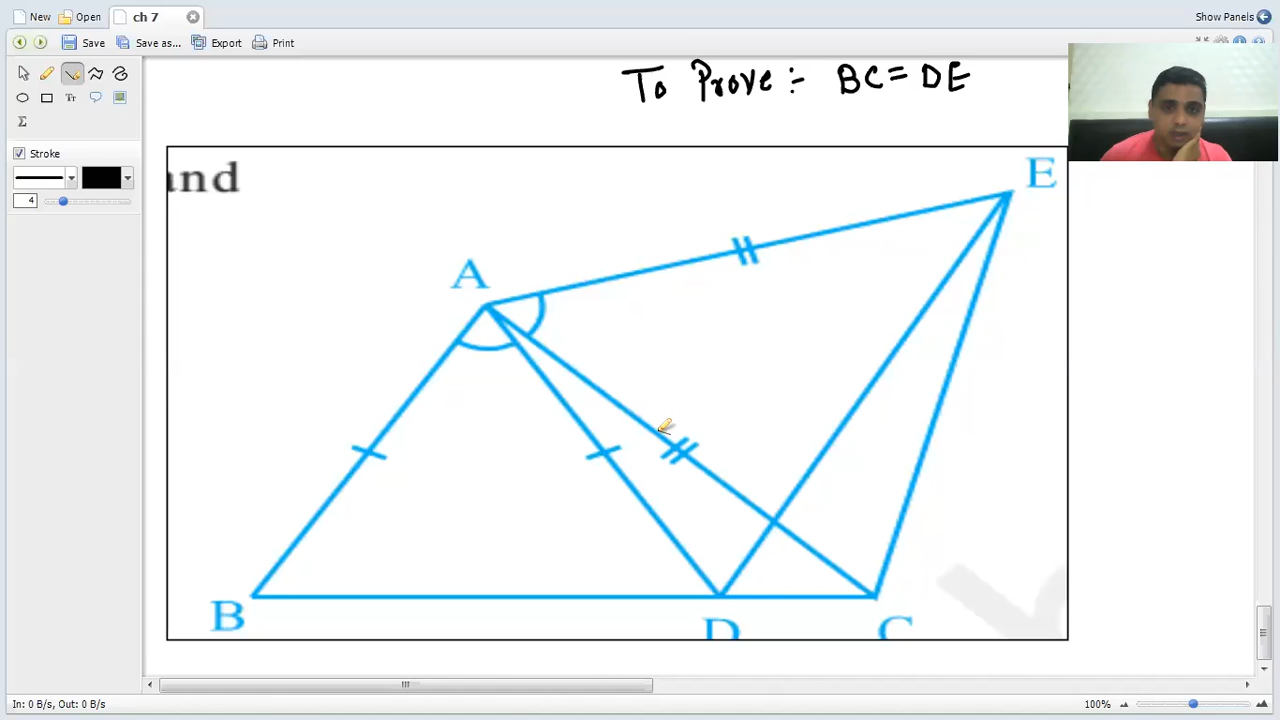 New Open ch 7 Show Panels
Save Save as... Export Print
To Prove :- BC = DE
Tr
Σ
Stroke
4
and
E
A
B
D
C
In: 0 B/s, Out: 0 B/s 100%